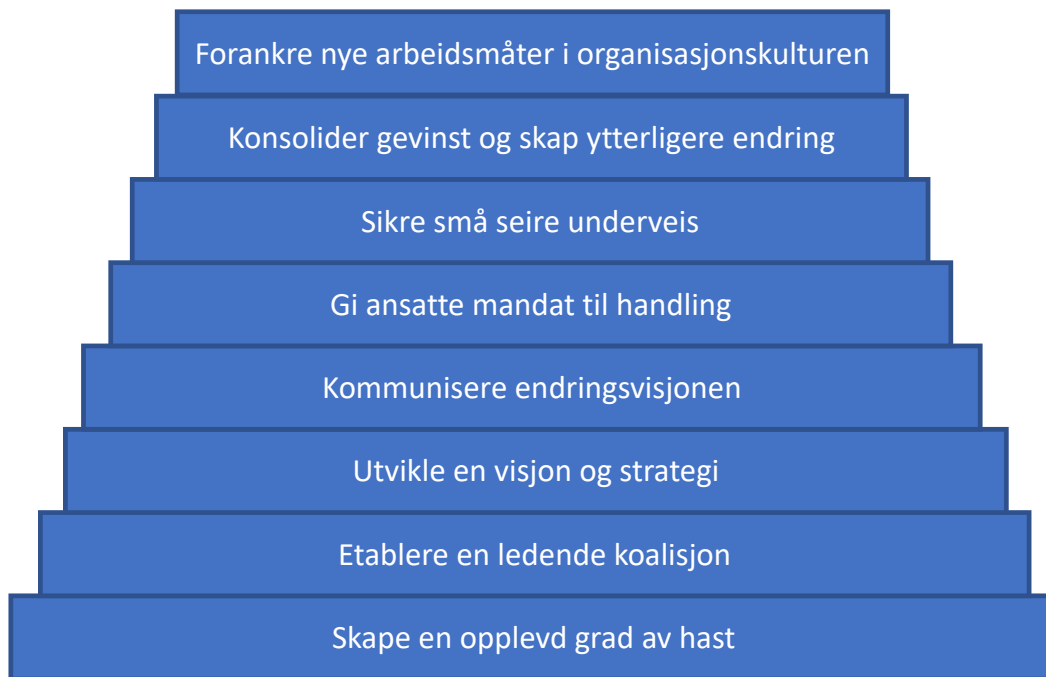 Forankre nye arbeidsmåter i organisasjonskulturen
Konsolider gevinst og skap ytterligere endring
Sikre små seire underveis
Gi ansatte mandat til handling
Kommunisere endringsvisjonen
Utvikle en visjon og strategi
Etablere en ledende koalisjon
Skape en opplevd grad av hast